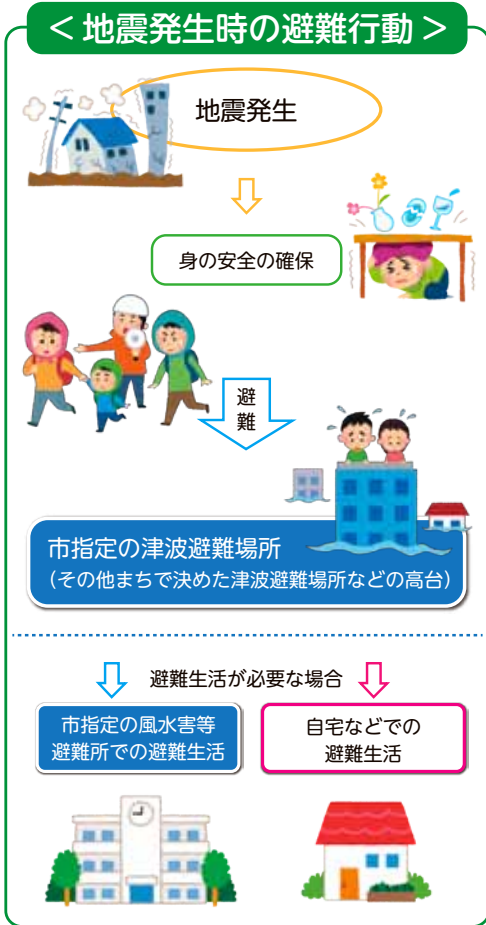 ＜地震発生時の避難行動＞
地震発生
身の安全の確保
避難
市指定の津波避難場所
（その他まちで決めた津波避難場所などの高台）
避難生活が必要な場合
市指定の風水害等
避難所での避難生活
自宅などでの
避難生活